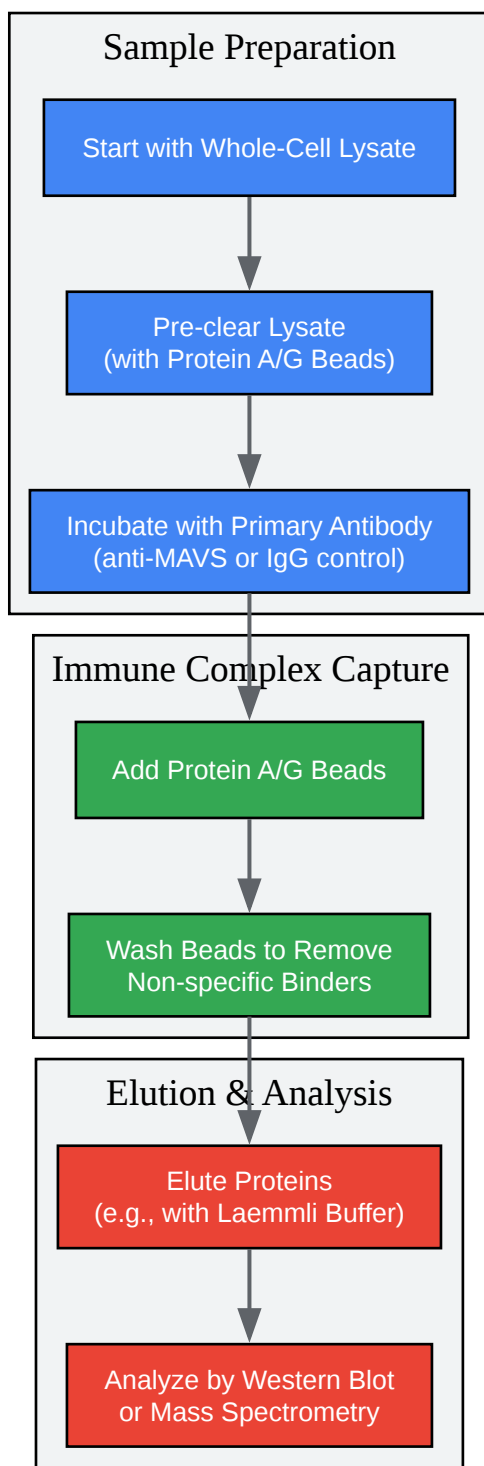 Sample Preparation
Start with Whole-Cell Lysate
Pre-clear Lysate
(with Protein A/G Beads)
Incubate with Primary Antibody
(anti-MAVS or IgG control)
Immune Complex Capture
Add Protein A/G Beads
Wash Beads to Remove
Non-specific Binders
Elution & Analysis
Elute Proteins
(e.g., with Laemmli Buffer)
Analyze by Western Blot
or Mass Spectrometry